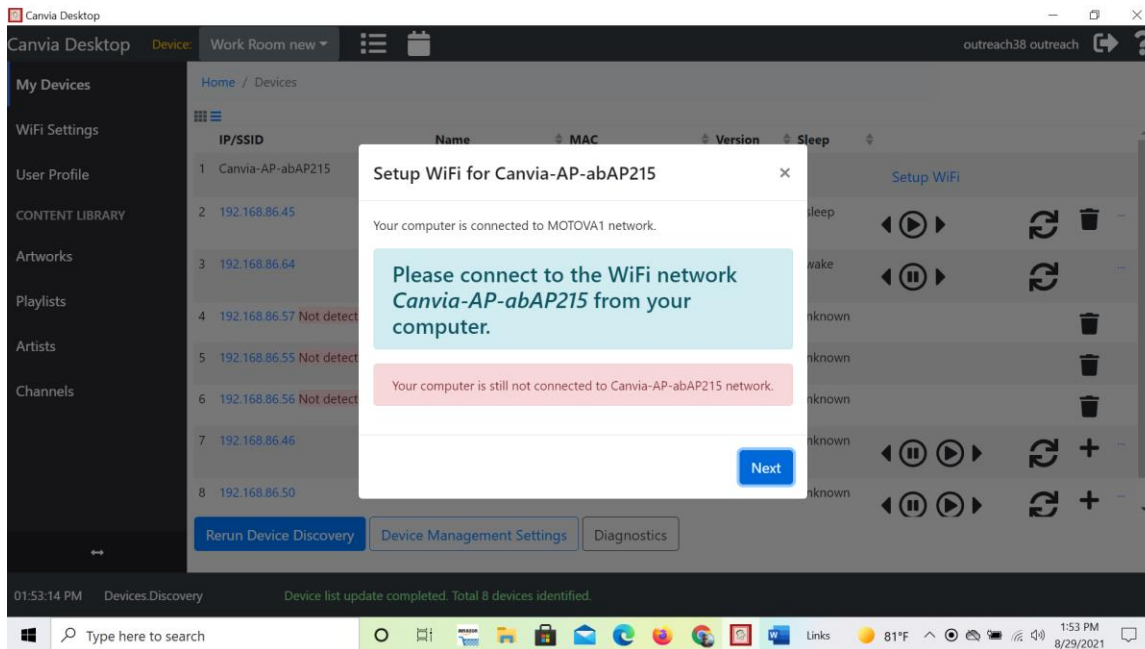 Canvia Desktop
Canvia Desktop Device: Work Room new outreach38 outreach
My Devices
WiFi Settings
User Profile
CONTENT LIBRARY
Artworks
Playlists
Artists
Channels
Home / Devices
IP/SSID Name MAC Version Sleep
1 Canvia-AP-abAP215 Setup WiFi
2 192.168.86.45 sleep
3 192.168.86.64 wake
4 192.168.86.57 Not detect nknown
5 192.168.86.55 Not detect nknown
6 192.168.86.56 Not detect nknown
7 192.168.86.46 nknown
8 192.168.86.50 nknown
Setup WiFi for Canvia-AP-abAP215 ×
Your computer is connected to MOTOVA1 network.
Please connect to the WiFi network
Canvia-AP-abAP215 from your
computer.
Your computer is still not connected to Canvia-AP-abAP215 network.
Next
Rerun Device Discovery Device Management Settings Diagnostics
01:53:14 PM Devices.Discovery Device list update completed. Total 8 devices identified.
Type here to search Links 81°F 1:53 PM
8/29/2021